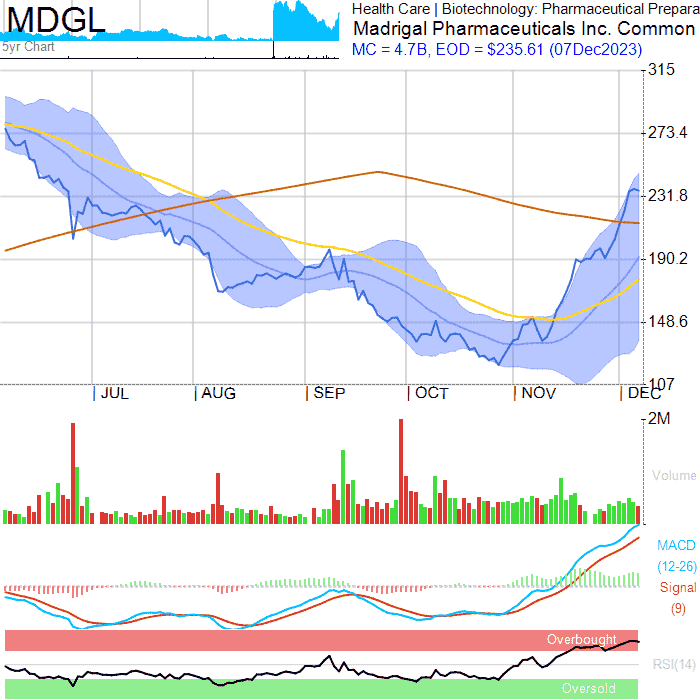 MDGL
5yr Chart
Health Care | Biotechnology: Pharmaceutical Prepara
Madrigal Pharmaceuticals Inc. Common
MC = 4.7B, EOD = $235.61 (07Dec2023)
315
273.4
231.8
190.2
148.6
107
JUL AUG SEP OCT NOV DEC
2M
Volume
MACD
(12-26)
Signal
(9)
Overbought
RSI(14)
Oversold